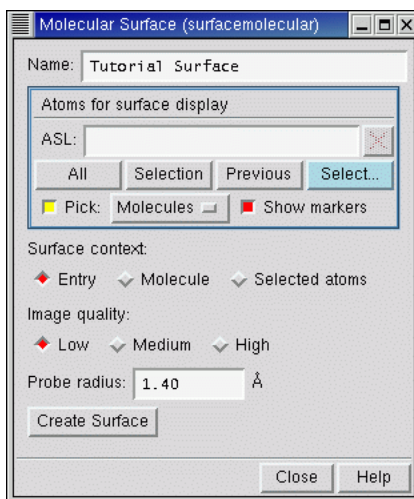 Molecular Surface (surfacemolecular)
Name: Tutorial Surface
Atoms for surface display
ASL:
All Selection Previous Select...
Pick: Molecules Show markers
Surface context:
Entry Molecule Selected atoms
Image quality:
Low Medium High
Probe radius: 1.40 Å
Create Surface
Close Help